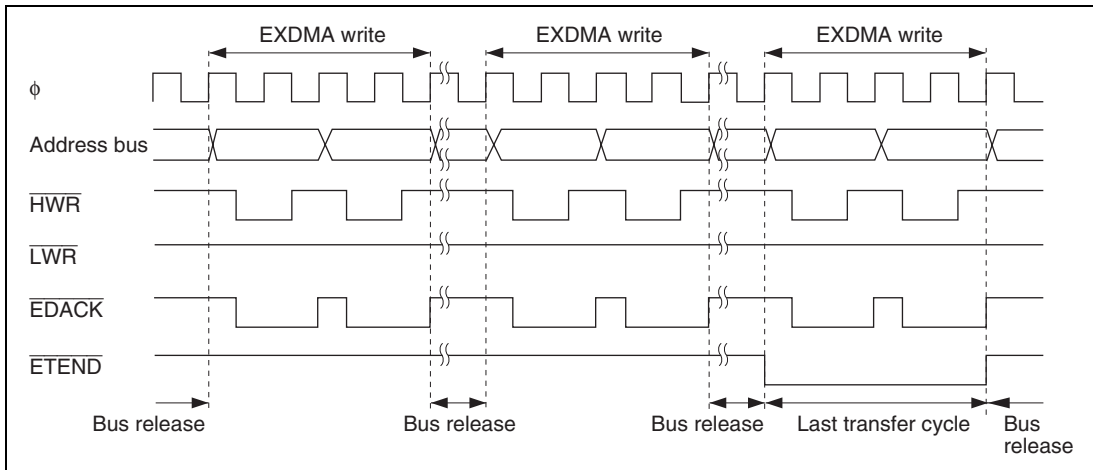 EXDMA write EXDMA write EXDMA write
ϕ
Address bus
HWR
LWR
EDACK
ETEND
Bus release Bus release Bus release Last transfer cycle Bus
release